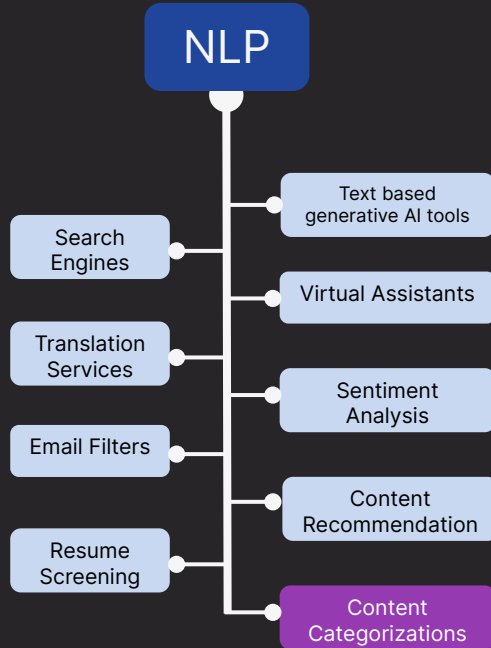 NLP
Text based
generative AI tools
Search
Engines
Virtual Assistants
Translation
Services
Sentiment
Analysis
Email Filters
Content
Recommendation
Resume
Screening
Content
Categorizations